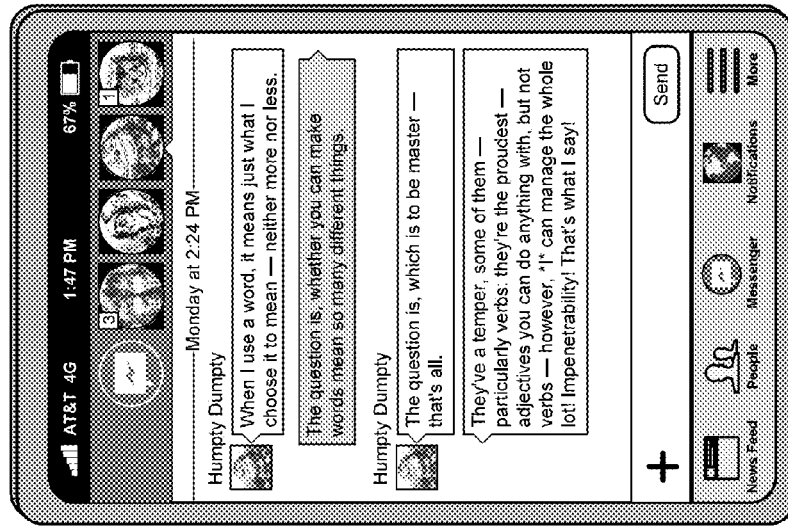 AT&T 4G 1:47 PM 67%
3 1
Monday at 2:24 PM
Humpty Dumpty
When I use a word, it means just what I
choose it to mean — neither more nor less.
The question is, whether you can make
words mean so many different things
Humpty Dumpty
The question is, which is to be master —
that's all.
They've a temper, some of them —
particularly verbs: they're the proudest —
adjectives you can do anything with, but not
verbs — however, *I* can manage the whole
lot! Impenetrability! That's what I say!
+ Send
News Feed People Messenger Notifications More